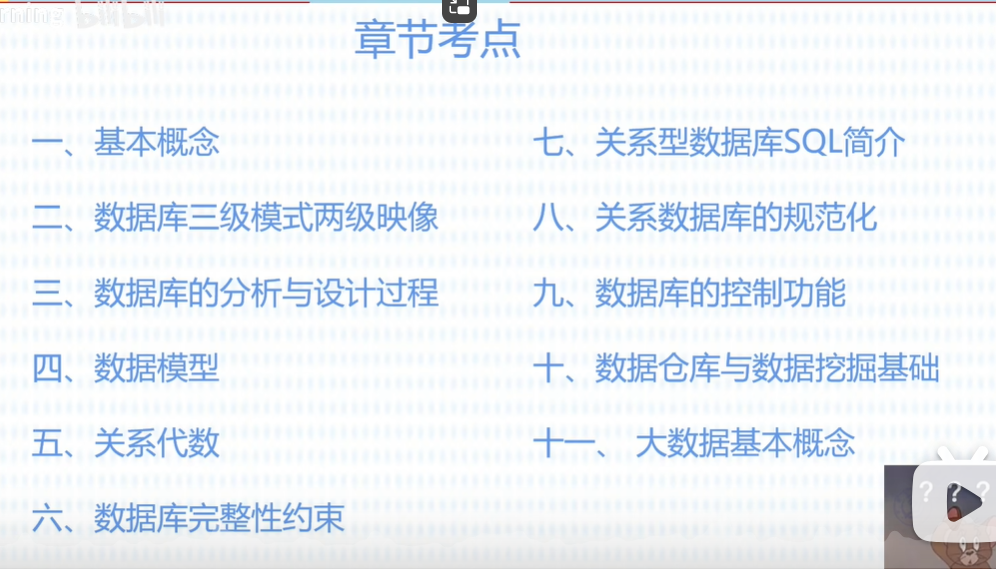 bilibili
章节考点
一、基本概念
二、数据库三级模式两级映像
三、数据库的分析与设计过程
四、数据模型
五、关系代数
六、数据库完整性约束
七、关系型数据库SQL简介
八、关系数据库的规范化
九、数据库的控制功能
十、数据仓库与数据挖掘基础
十一、 大数据基本概念
? ? ?